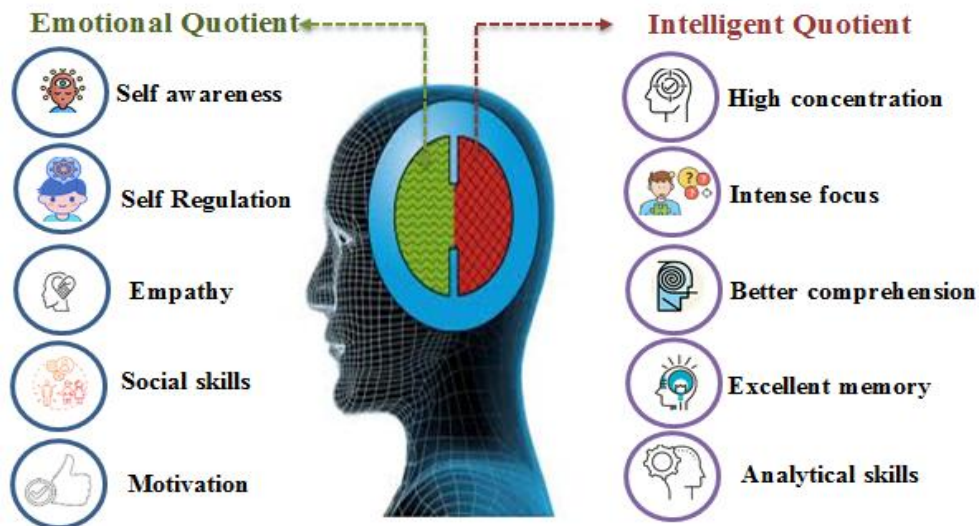 Emotional Quotient
Self awareness
Self Regulation
Empathy
Social skills
Motivation
Intelligent Quotient
High concentration
Intense focus
Better comprehension
Excellent memory
Analytical skills